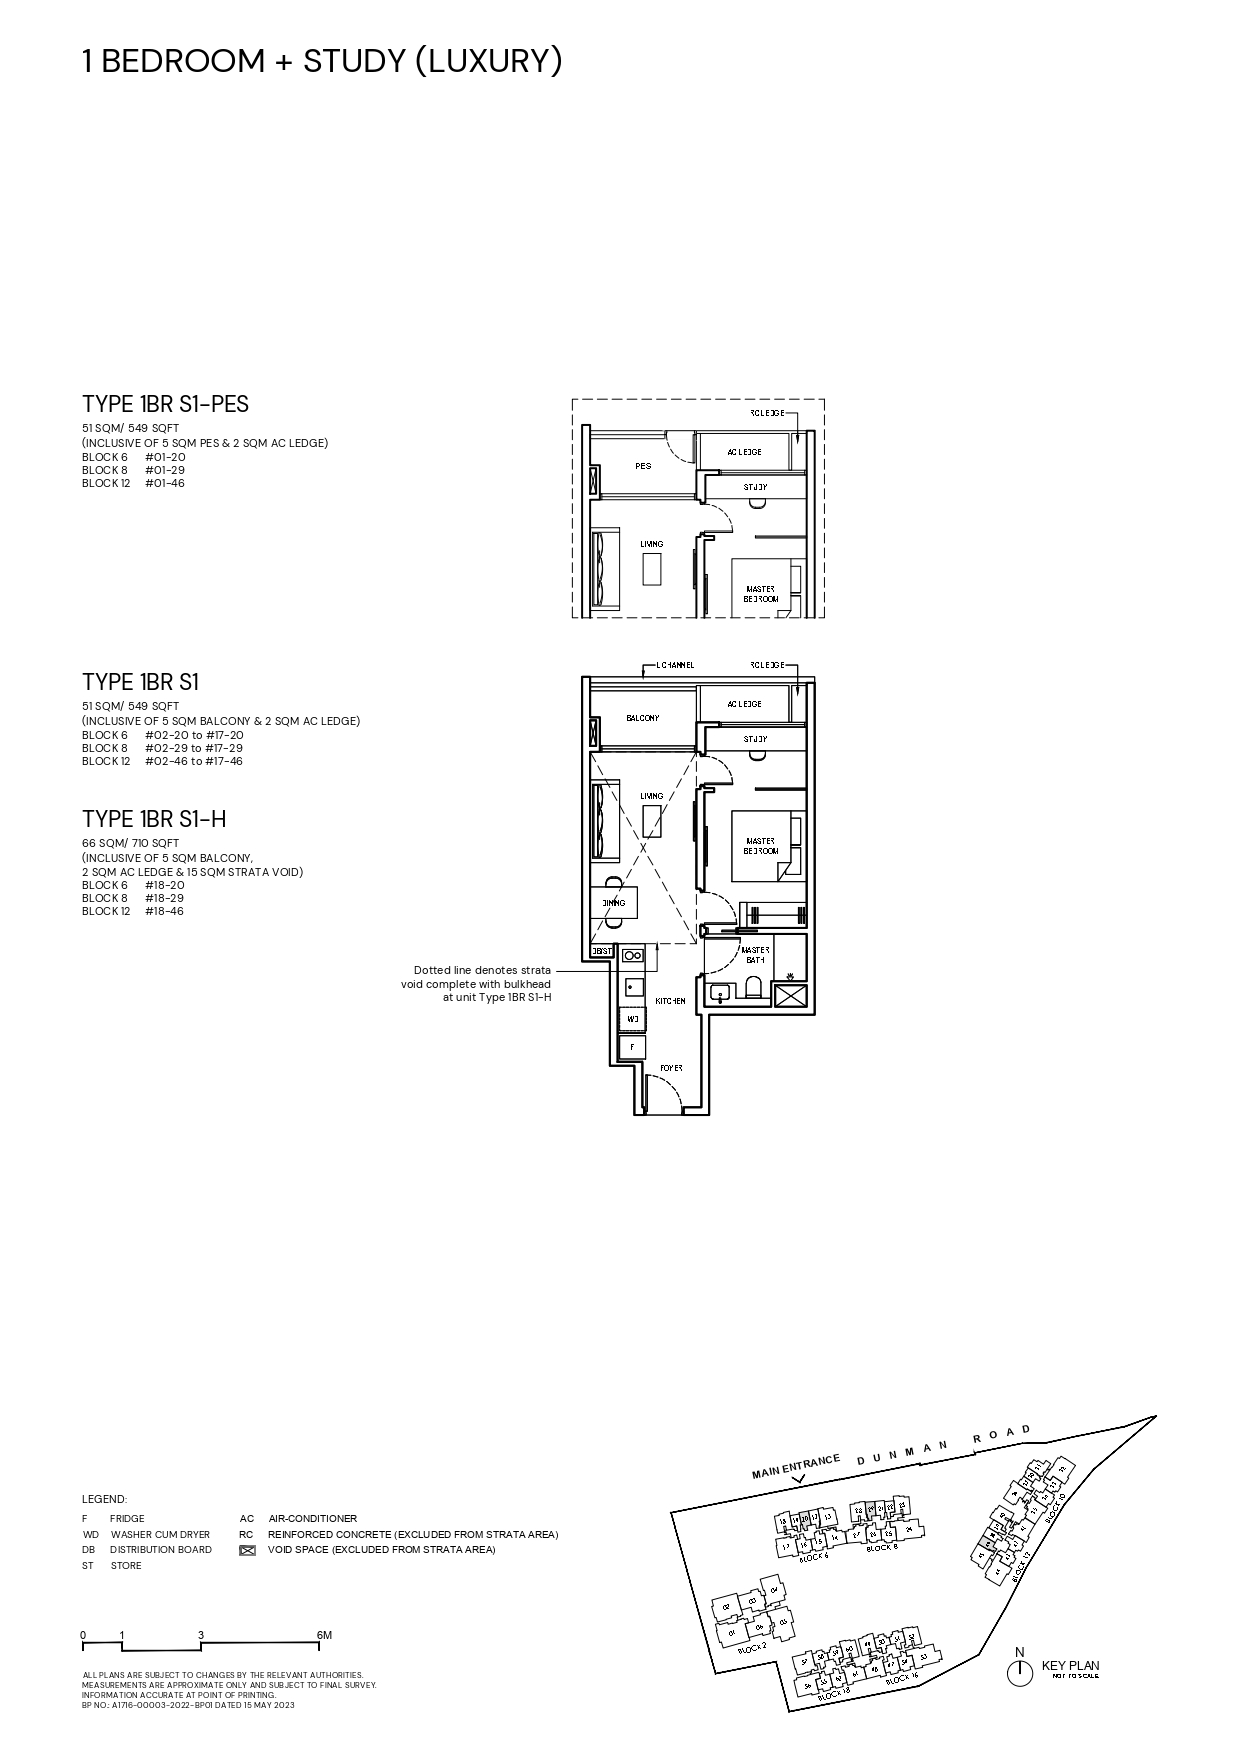 1 BEDROOM + STUDY (LUXURY)
TYPE 1BR S1-PES
51 SQM/ 549 SQFT
(INCLUSIVE OF 5 SQM PES & 2 SQM AC LEDGE)
BLOCK 6 #01-20
BLOCK 8 #01-29
BLOCK 12 #01-46
RC LEDGE
AC LEDGE
PES
STUDY
LIVING
MASTER
BEDROOM
TYPE 1BR S1
51 SQM/ 549 SQFT
(INCLUSIVE OF 5 SQM BALCONY & 2 SQM AC LEDGE)
BLOCK 6 #02-20 to #17-20
BLOCK 8 #02-29 to #17-29
BLOCK 12 #02-46 to #17-46
TYPE 1BR S1-H
66 SQM/ 710 SQFT
(INCLUSIVE OF 5 SQM BALCONY,
2 SQM AC LEDGE & 15 SQM STRATA VOID)
BLOCK 6 #18-20
BLOCK 8 #18-29
BLOCK 12 #18-46
L CHANNEL
RC LEDGE
AC LEDGE
BALCONY
STUDY
LIVING
MASTER
BEDROOM
DINING
DB/ST
MASTER
BATH
Dotted line denotes strata
void complete with bulkhead
at unit Type 1BR S1-H
KITCHEN
WD
F
FOYER
LEGEND:
F FRIDGE
WD WASHER CUM DRYER
DB DISTRIBUTION BOARD
ST STORE
AC AIR-CONDITIONER
RC REINFORCED CONCRETE (EXCLUDED FROM STRATA AREA)
VOID SPACE (EXCLUDED FROM STRATA AREA)
0 1 3 6M
ALL PLANS ARE SUBJECT TO CHANGES BY THE RELEVANT AUTHORITIES.
MEASUREMENTS ARE APPROXIMATE ONLY AND SUBJECT TO FINAL SURVEY.
INFORMATION ACCURATE AT POINT OF PRINTING.
BP NO.: A1716-00003-2022-BP01 DATED 15 MAY 2023
MAIN ENTRANCE
DUNMAN ROAD
BLOCK 6
BLOCK 8
BLOCK 10
BLOCK 12
BLOCK 2
BLOCK 18
BLOCK 16
N
KEY PLAN
NOT TO SCALE